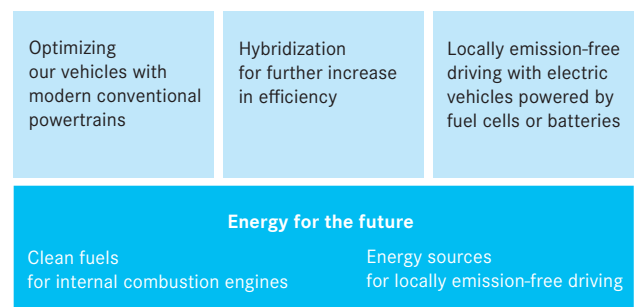 Optimizing
our vehicles with
modern conventional
powertrains
Hybridization
for further increase
in efficiency
Locally emission-free
driving with electric
vehicles powered by
fuel cells or batteries
Energy for the future
Clean fuels
for internal combustion engines
Energy sources
for locally emission-free driving